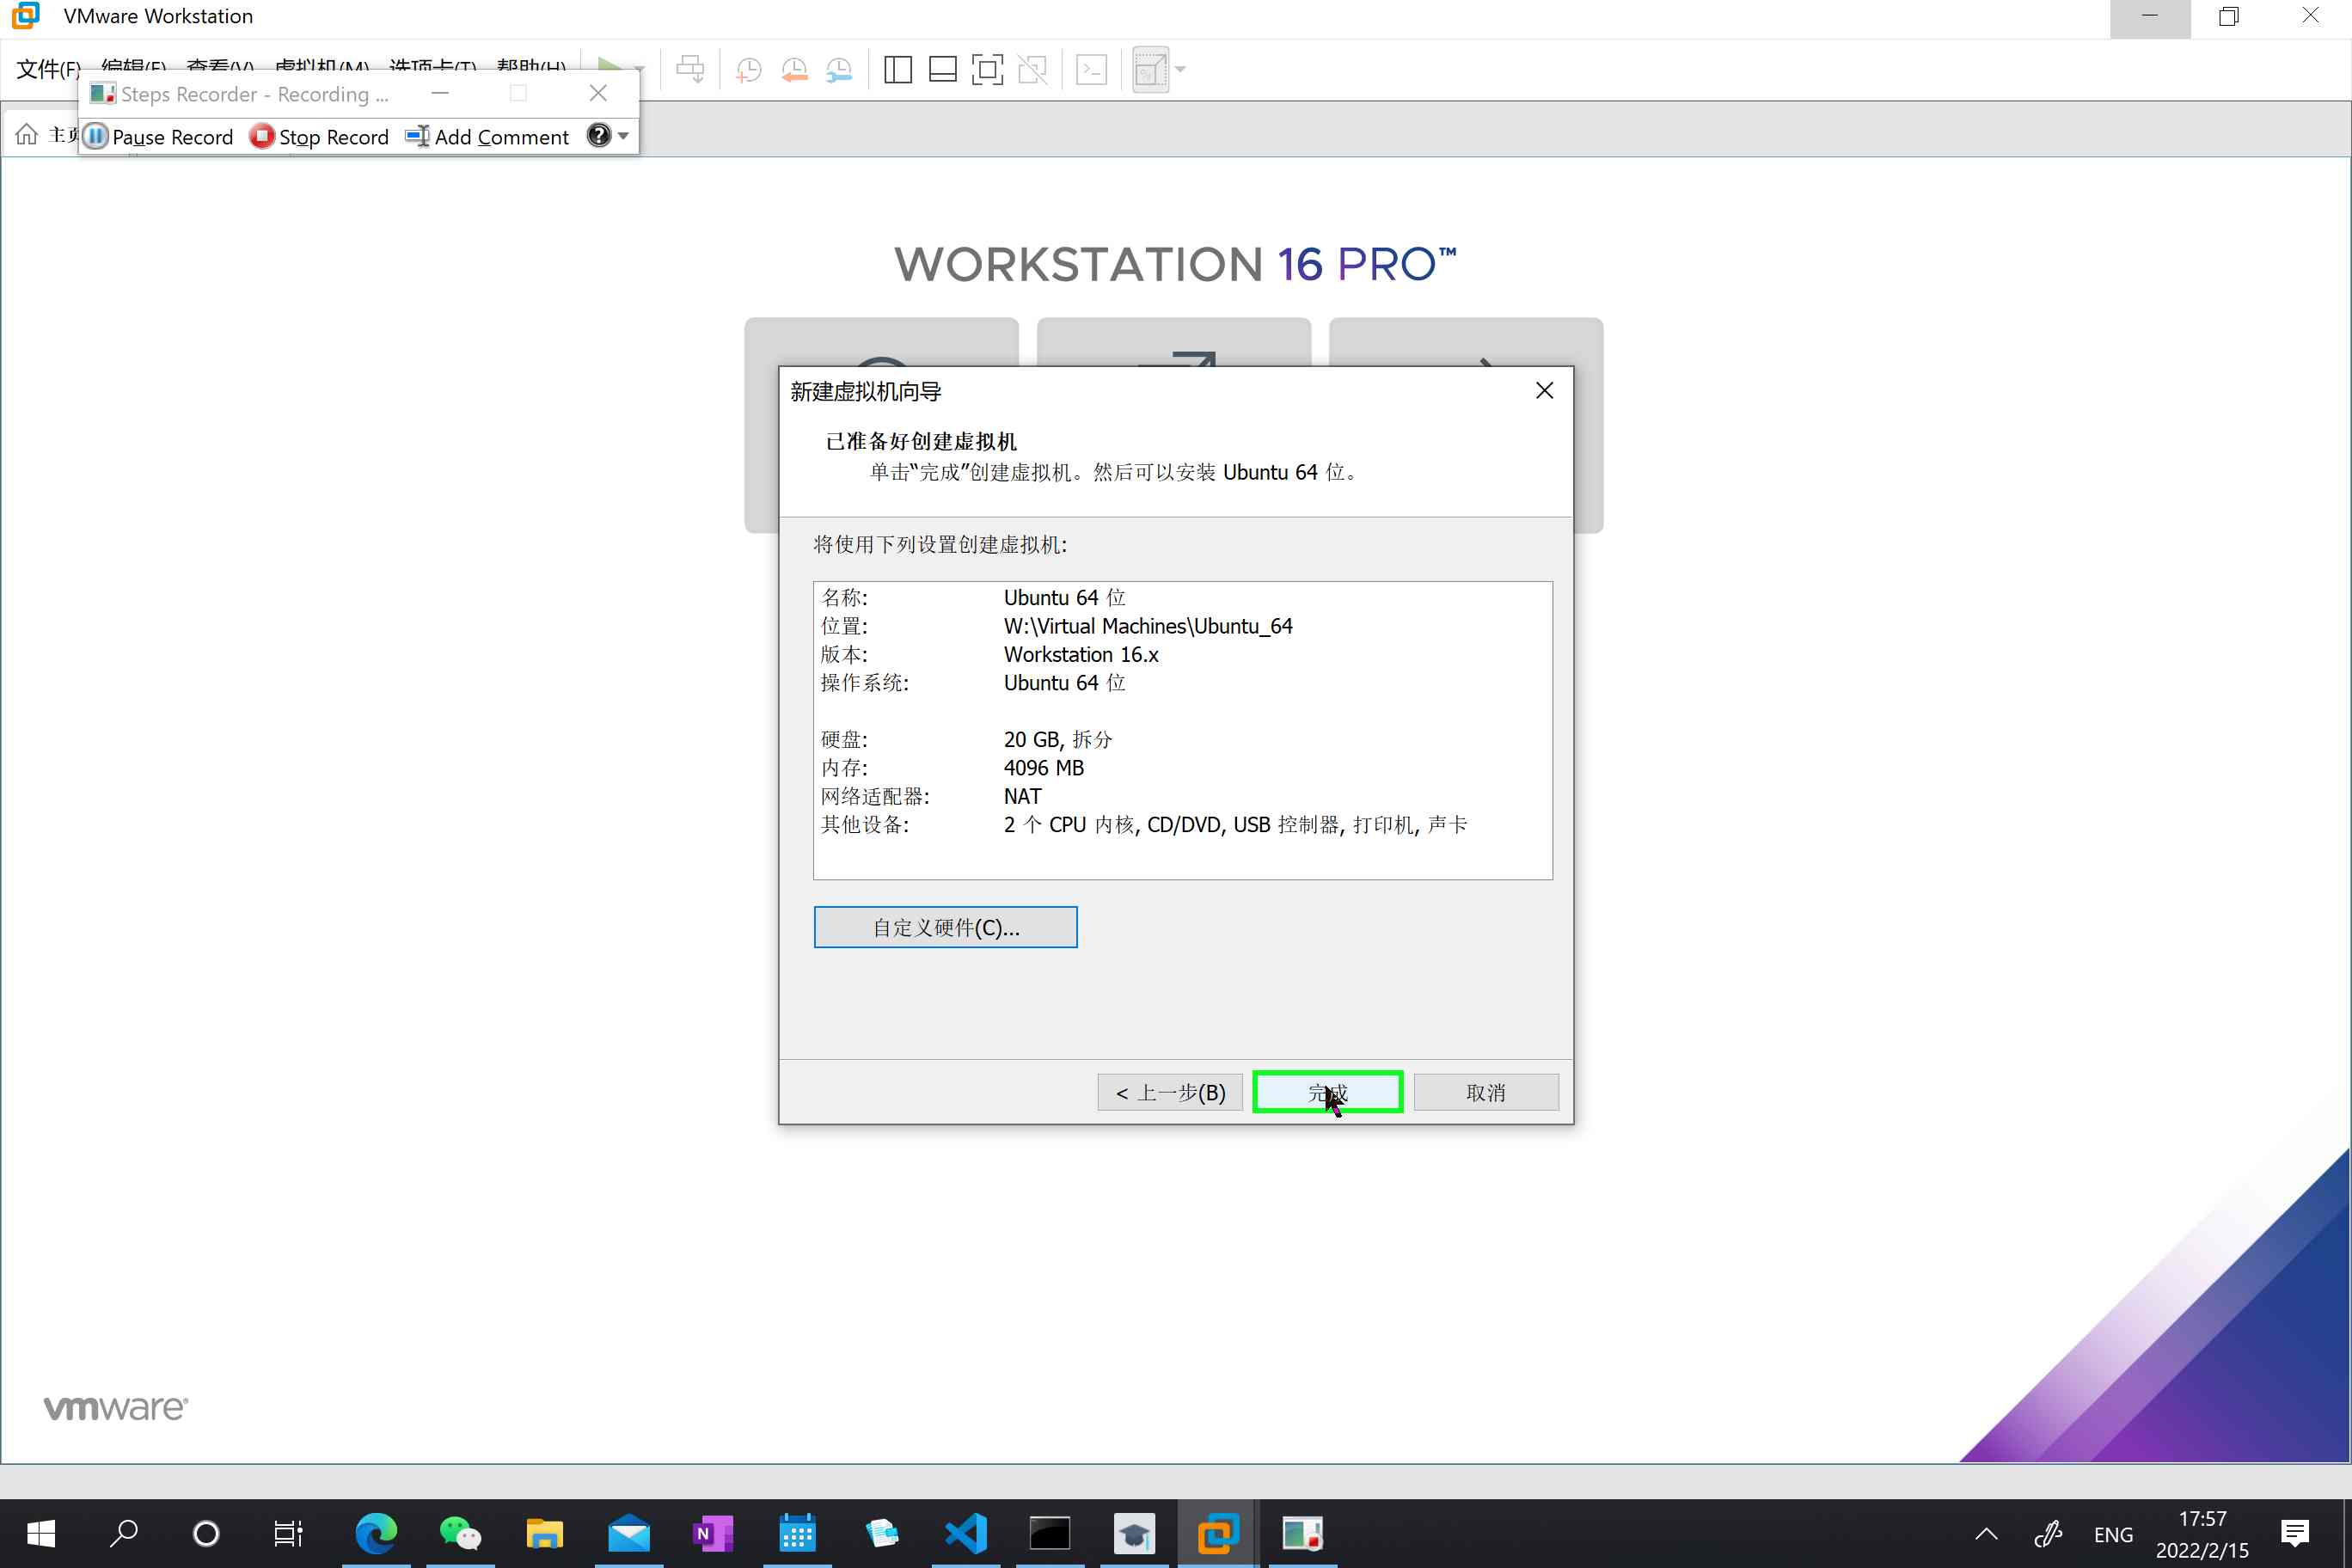 VMware Workstation
文件(F) 编辑(E) 查看(V) 虚拟机(M) 选项卡(T) 帮助(H)
Steps Recorder - Recording ...
主页
Pause Record Stop Record Add Comment
WORKSTATION 16 PRO™
新建虚拟机向导
已准备好创建虚拟机
单击“完成”创建虚拟机。然后可以安装 Ubuntu 64 位。
将使用下列设置创建虚拟机:
名称: Ubuntu 64 位
位置: W:\Virtual Machines\Ubuntu_64
版本: Workstation 16.x
操作系统: Ubuntu 64 位
硬盘: 20 GB, 拆分
内存: 4096 MB
网络适配器: NAT
其他设备: 2 个 CPU 内核, CD/DVD, USB 控制器, 打印机, 声卡
自定义硬件(C)...
< 上一步(B) 完成 取消
vmware®
ENG
17:57
2022/2/15